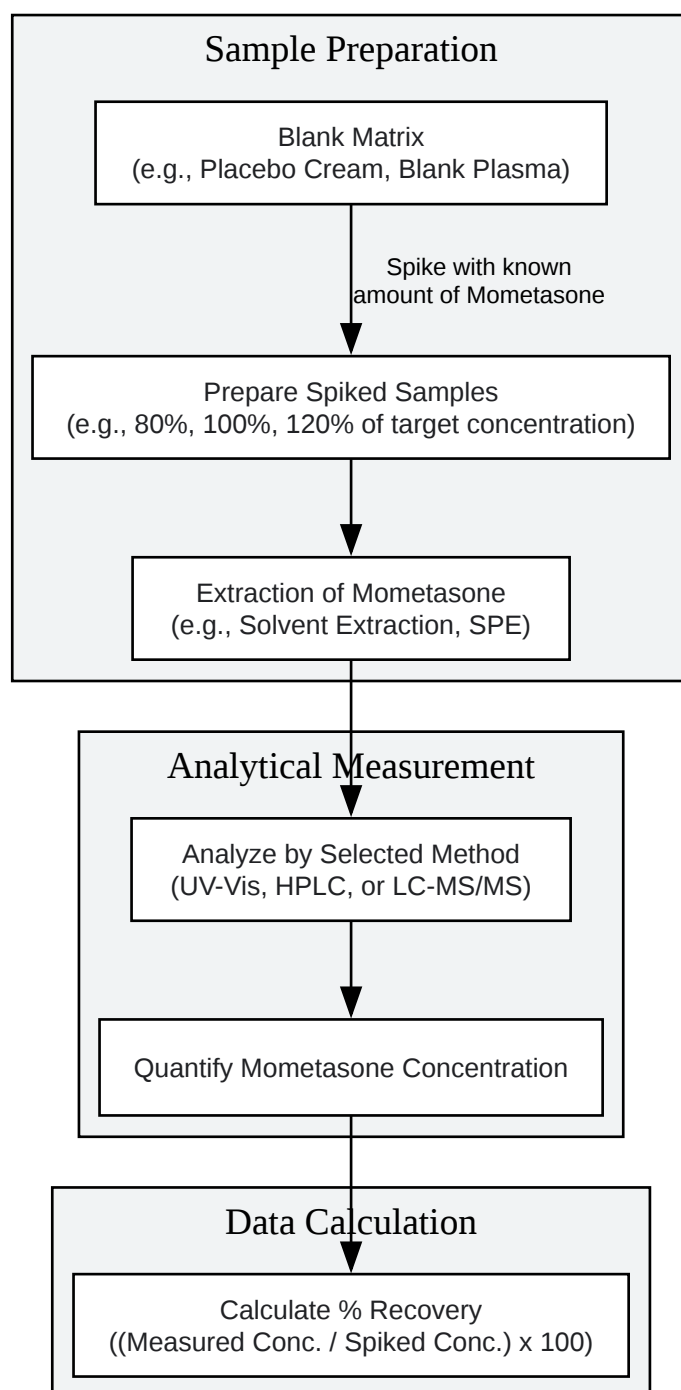 Sample Preparation
Blank Matrix
(e.g., Placebo Cream, Blank Plasma)
Spike with known
amount of Mometasone
Prepare Spiked Samples
(e.g., 80%, 100%, 120% of target concentration)
Extraction of Mometasone
(e.g., Solvent Extraction, SPE)
Analytical Measurement
Analyze by Selected Method
(UV-Vis, HPLC, or LC-MS/MS)
Quantify Mometasone Concentration
Data Calculation
Calculate % Recovery
((Measured Conc. / Spiked Conc.) x 100)